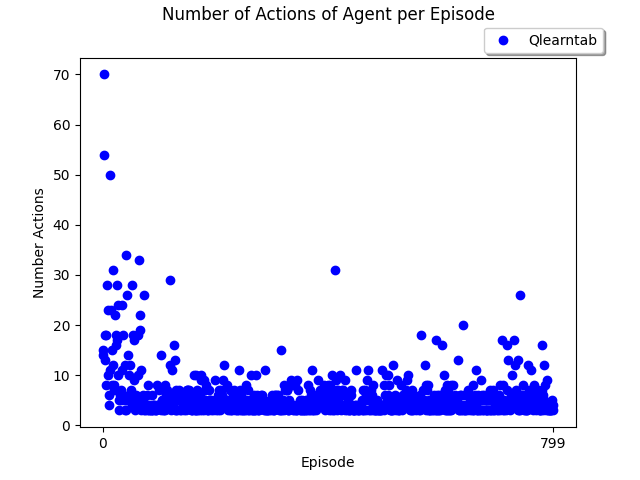 Number of Actions of Agent per Episode
Qlearntab
70
60
50
40
30
20
10
0
Number Actions
0 799
Episode